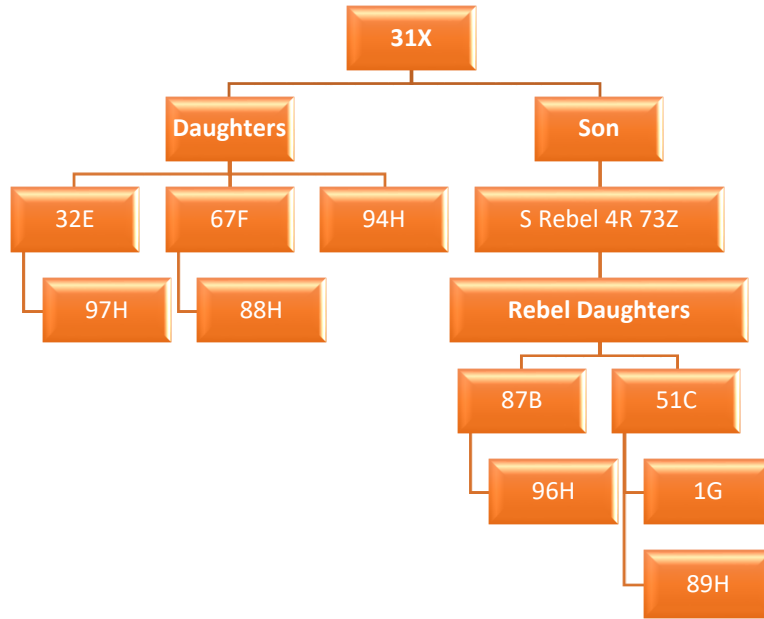 31X
Daughters
Son
32E
67F
94H
S Rebel 4R 73Z
97H
88H
Rebel Daughters
87B
51C
96H
1G
89H